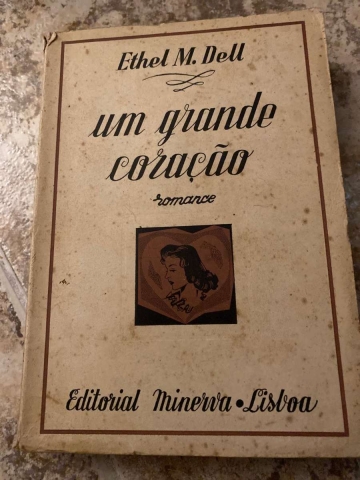 Ethel M. Dell
um grande
coração
romance
Editorial Minerva • Lisboa